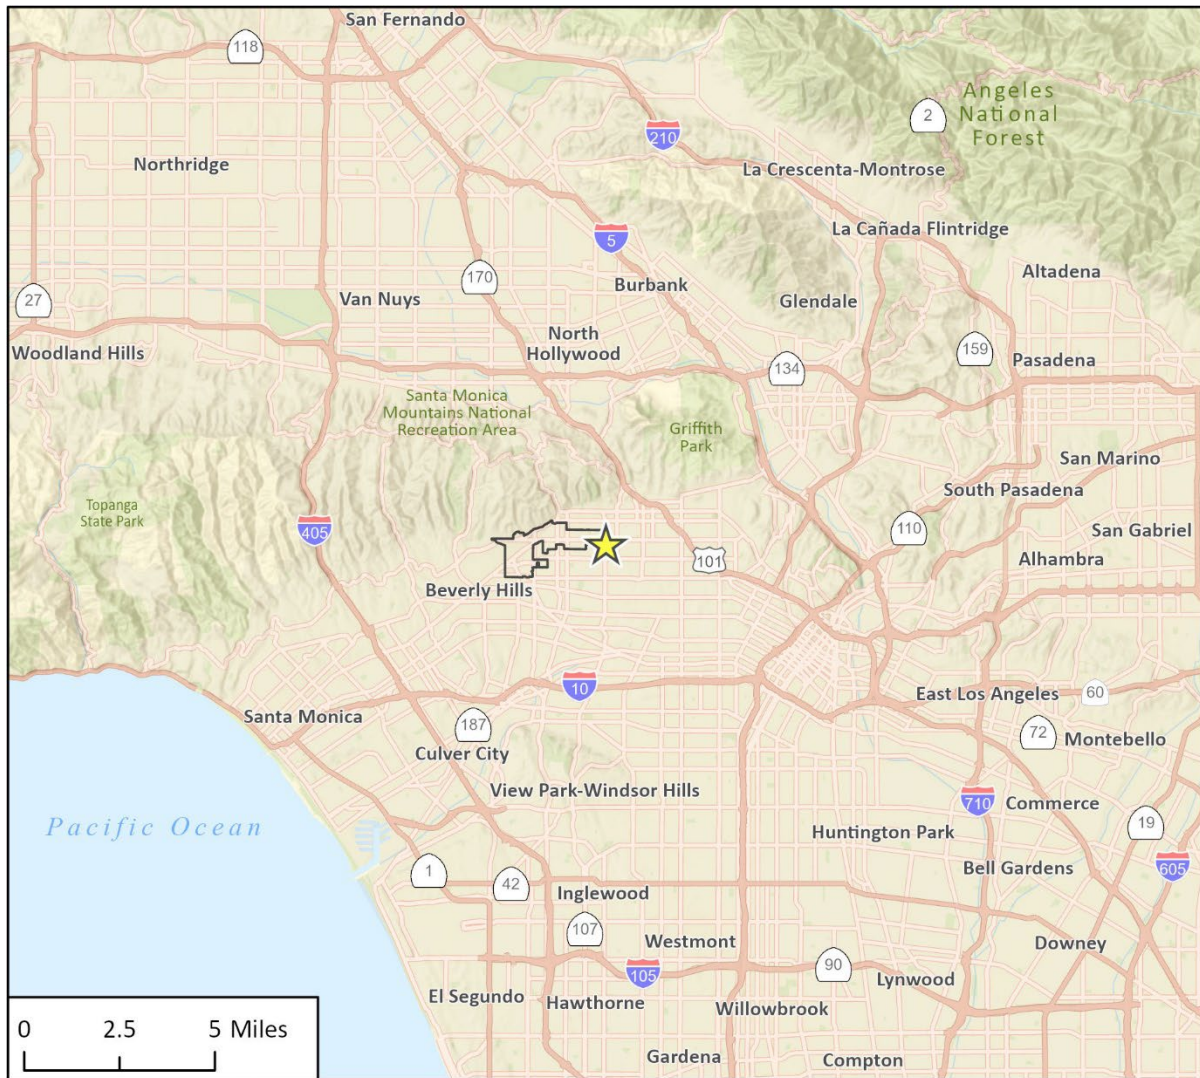 San Fernando
118
Angeles
National
Forest
2
210
Northridge
La Crescenta-Montrose
La Cañada Flintridge
5
170
Burbank
Altadena
27
Van Nuys
Glendale
North
Hollywood
Woodland Hills
159
Pasadena
134
Santa Monica
Mountains National
Recreation Area
Griffith
Park
San Marino
South Pasadena
Topanga
State Park
405
110
San Gabriel
101
Alhambra
Beverly Hills
10
East Los Angeles
60
Santa Monica
187
72
Montebello
Culver City
View Park-Windsor Hills
710
Commerce
Pacific Ocean
Huntington Park
19
1
42
Bell Gardens
605
Inglewood
107
Westmont
Downey
105
90
Lynwood
El Segundo
Hawthorne
Willowbrook
0 2.5 5 Miles
Gardena
Compton